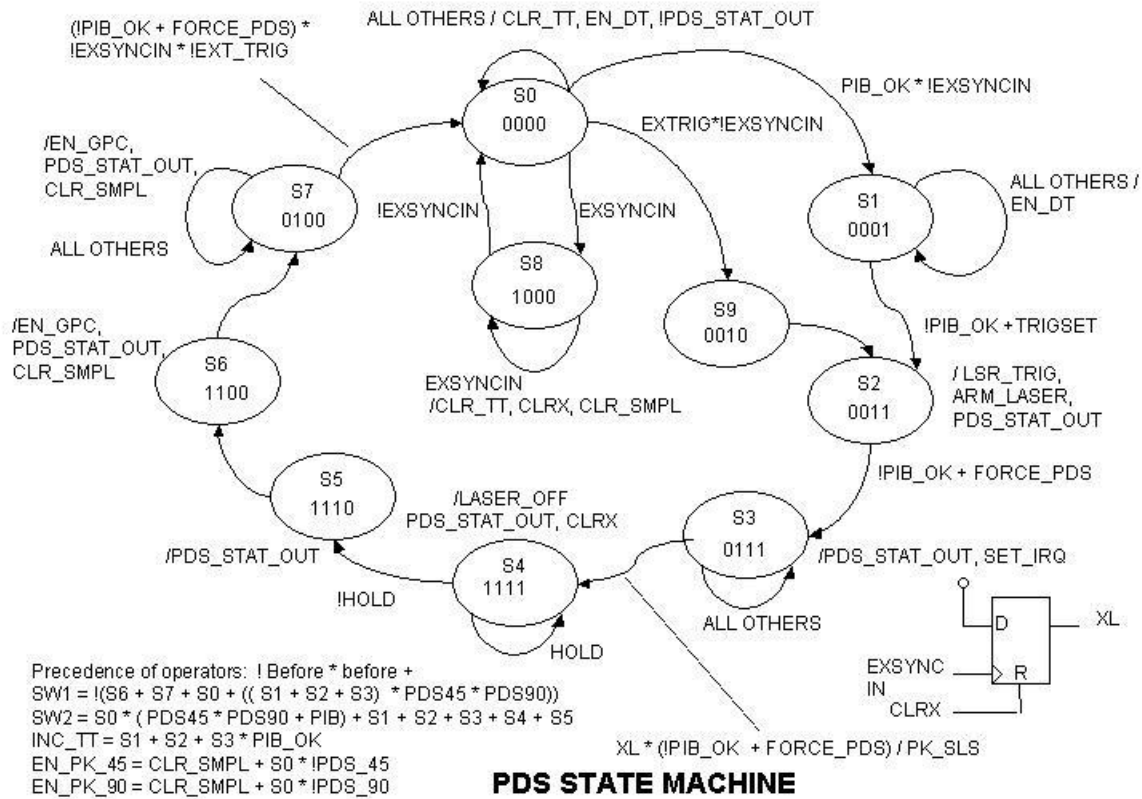 (!PIB_OK + FORCE_PDS) *
!EXSYNCIN * !EXT_TRIG
ALL OTHERS / CLR_TT, EN_DT, !PDS_STAT_OUT
S0
0000
PIB_OK * !EXSYNCIN
EXTRIG*!EXSYNCIN
/EN_GPC,
PDS_STAT_OUT,
CLR_SMPL
S7
0100
ALL OTHERS
!EXSYNCIN
EXSYNCIN
S1
0001
ALL OTHERS /
EN_DT
S8
1000
S9
0010
!PIB_OK +TRIGSET
/EN_GPC,
PDS_STAT_OUT,
CLR_SMPL
S6
1100
EXSYNCIN
/CLR_TT, CLRX, CLR_SMPL
S2
0011
/ LSR_TRIG,
ARM_LASER,
PDS_STAT_OUT
!PIB_OK + FORCE_PDS
S5
1110
/PDS_STAT_OUT
/LASER_OFF
PDS_STAT_OUT, CLRX
S4
1111
!HOLD
HOLD
S3
0111
/PDS_STAT_OUT, SET_IRQ
ALL OTHERS
D
XL
EXSYNC
IN
R
CLRX
Precedence of operators: ! Before * before +
SW1 = !(S6 + S7 + S0 + (( S1 + S2 + S3) * PDS45 * PDS90))
SW2 = S0 * ( PDS45 * PDS90 + PIB) + S1 + S2 + S3 + S4 + S5
INC_TT = S1 + S2 + S3 * PIB_OK
EN_PK_45 = CLR_SMPL + S0 * !PDS_45
EN_PK_90 = CLR_SMPL + S0 * !PDS_90
XL * (!PIB_OK + FORCE_PDS) / PK_SLS
PDS STATE MACHINE